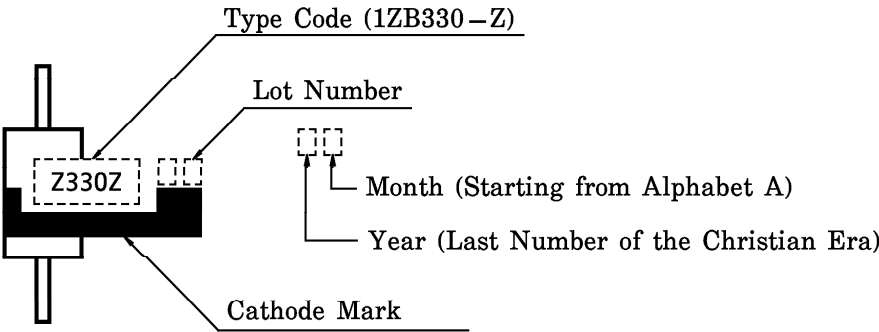 Type Code (1ZB330–Z)
Lot Number
Z330Z
Month (Starting from Alphabet A)
Year (Last Number of the Christian Era)
Cathode Mark